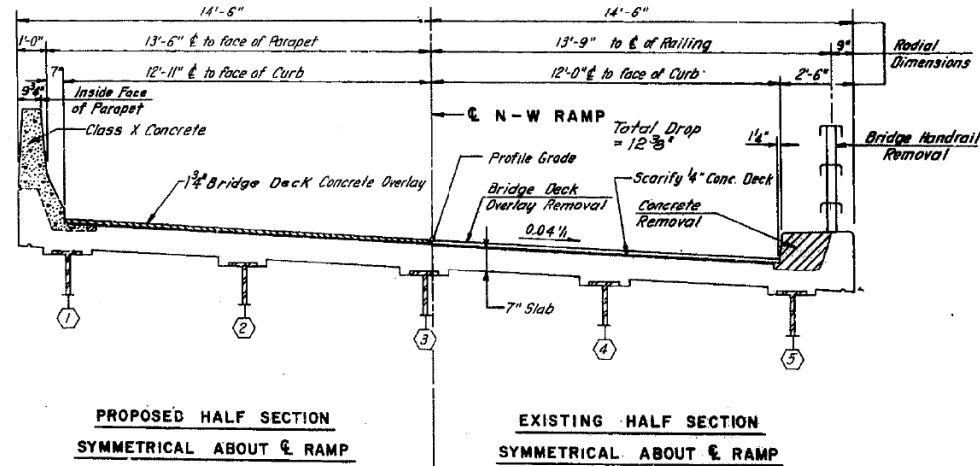 14'-6"
14'-6"
1'-0"
13'-6" ℄ to face of Parapet
13'-9" to ℄ of Railing
9"
Radial
Dimensions
7"
12'-11" ℄ to face of Curb
12'-0" ℄ to face of Curb
2'-6"
9¾"
Inside Face
of Parapet
Class X Concrete
℄ N-W RAMP
Total Drop
= 12⅜"
1¼"
Bridge Handrail
Removal
Profile Grade
1¾" Bridge Deck Concrete Overlay
Bridge Deck
Overlay Removal
Scarify ¼" Conc. Deck
Concrete
Removal
0.04 '/'
7" Slab
1
2
3
4
5
PROPOSED HALF SECTION
SYMMETRICAL ABOUT ℄ RAMP
EXISTING HALF SECTION
SYMMETRICAL ABOUT ℄ RAMP